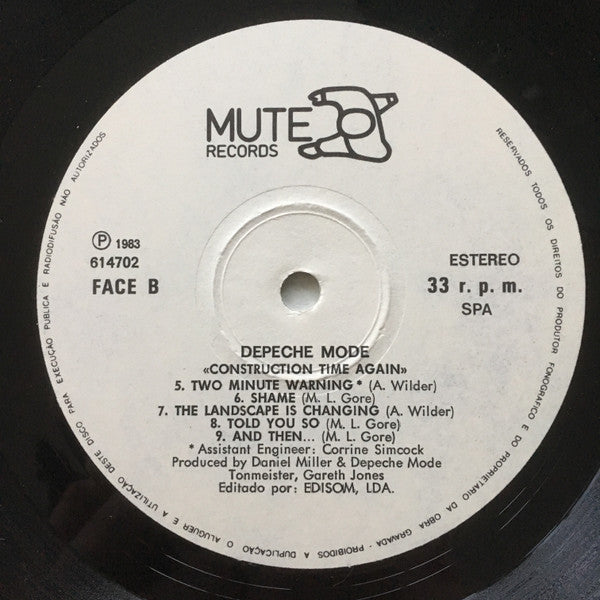 MUTE
RECORDS
℗ 1983
614702
FACE B
ESTEREO
33 r. p. m.
SPA
DEPECHE MODE
«CONSTRUCTION TIME AGAIN»
5. TWO MINUTE WARNING* (A. Wilder)
6. SHAME (M. L. Gore)
7. THE LANDSCAPE IS CHANGING (A. Wilder)
8. TOLD YOU SO (M. L. Gore)
9. AND THEN... (M. L. Gore)
* Assistant Engineer: Corrine Simcock
Produced by Daniel Miller & Depeche Mode
Tonmeister, Gareth Jones
Editado por: EDISOM, LDA.
RESERVADOS TODOS OS DIREITOS DO PRODUTOR FONOGRAFICO E DO PROPRIETARIO DA OBRA GRAVADA - PROIBIDOS A DUPLICAÇÃO O ALUGUER E A UTILIZAÇÃO DESTE DISCO PARA EXECUÇÃO PUBLICA E RADIODIFUSÃO NÃO AUTORIZADOS